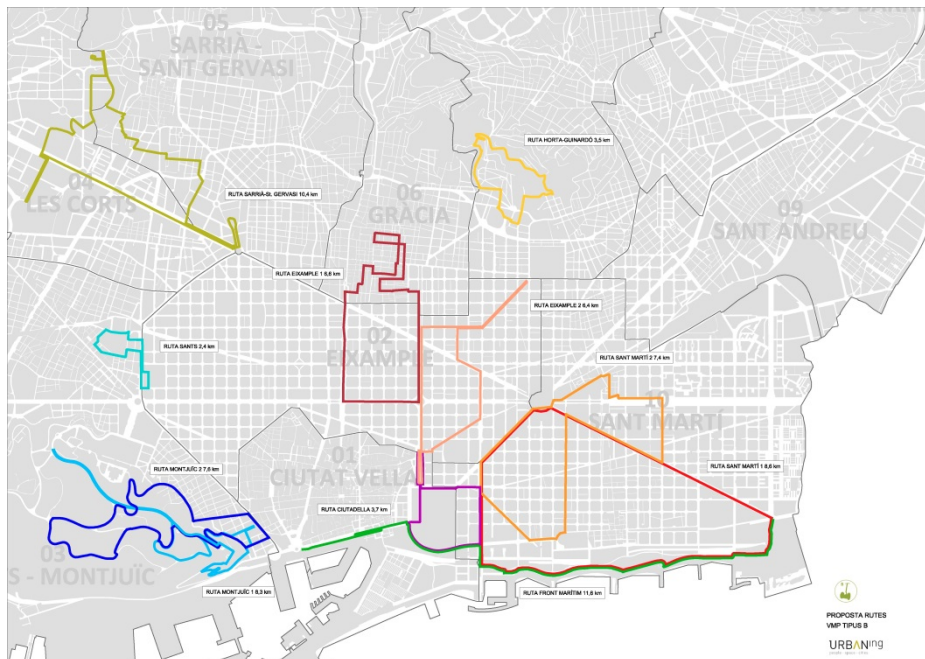 NOU BARRI
05
SARRIÀ -
SANT GERVASI
RUTA HORTA-GUINARDÓ 3,5 km
04
LES CORTS
RUTA SARRIÀ-St. GERVASI 10,4 km
06
GRÀCIA
09
SANT ANDREU
RUTA EIXAMPLE 1 6,6 km
RUTA EIXAMPLE 2 6,4 km
02
EIXAMPLE
RUTA SANTS 2,4 km
RUTA SANT MARTÍ 2 7,4 km
10
SANT MARTÍ
01
CIUTAT VELLA
RUTA MONTJUÏC 2 7,6 km
RUTA SANT MARTÍ 1 8,6 km
RUTA CIUTADELLA 3,7 km
03
S - MONTJUÏC
RUTA MONTJUÏC 1 8,3 km
RUTA FRONT MARÍTIM 11,6 km
PROPOSTA RUTES
VMP TIPUS B
URBANing